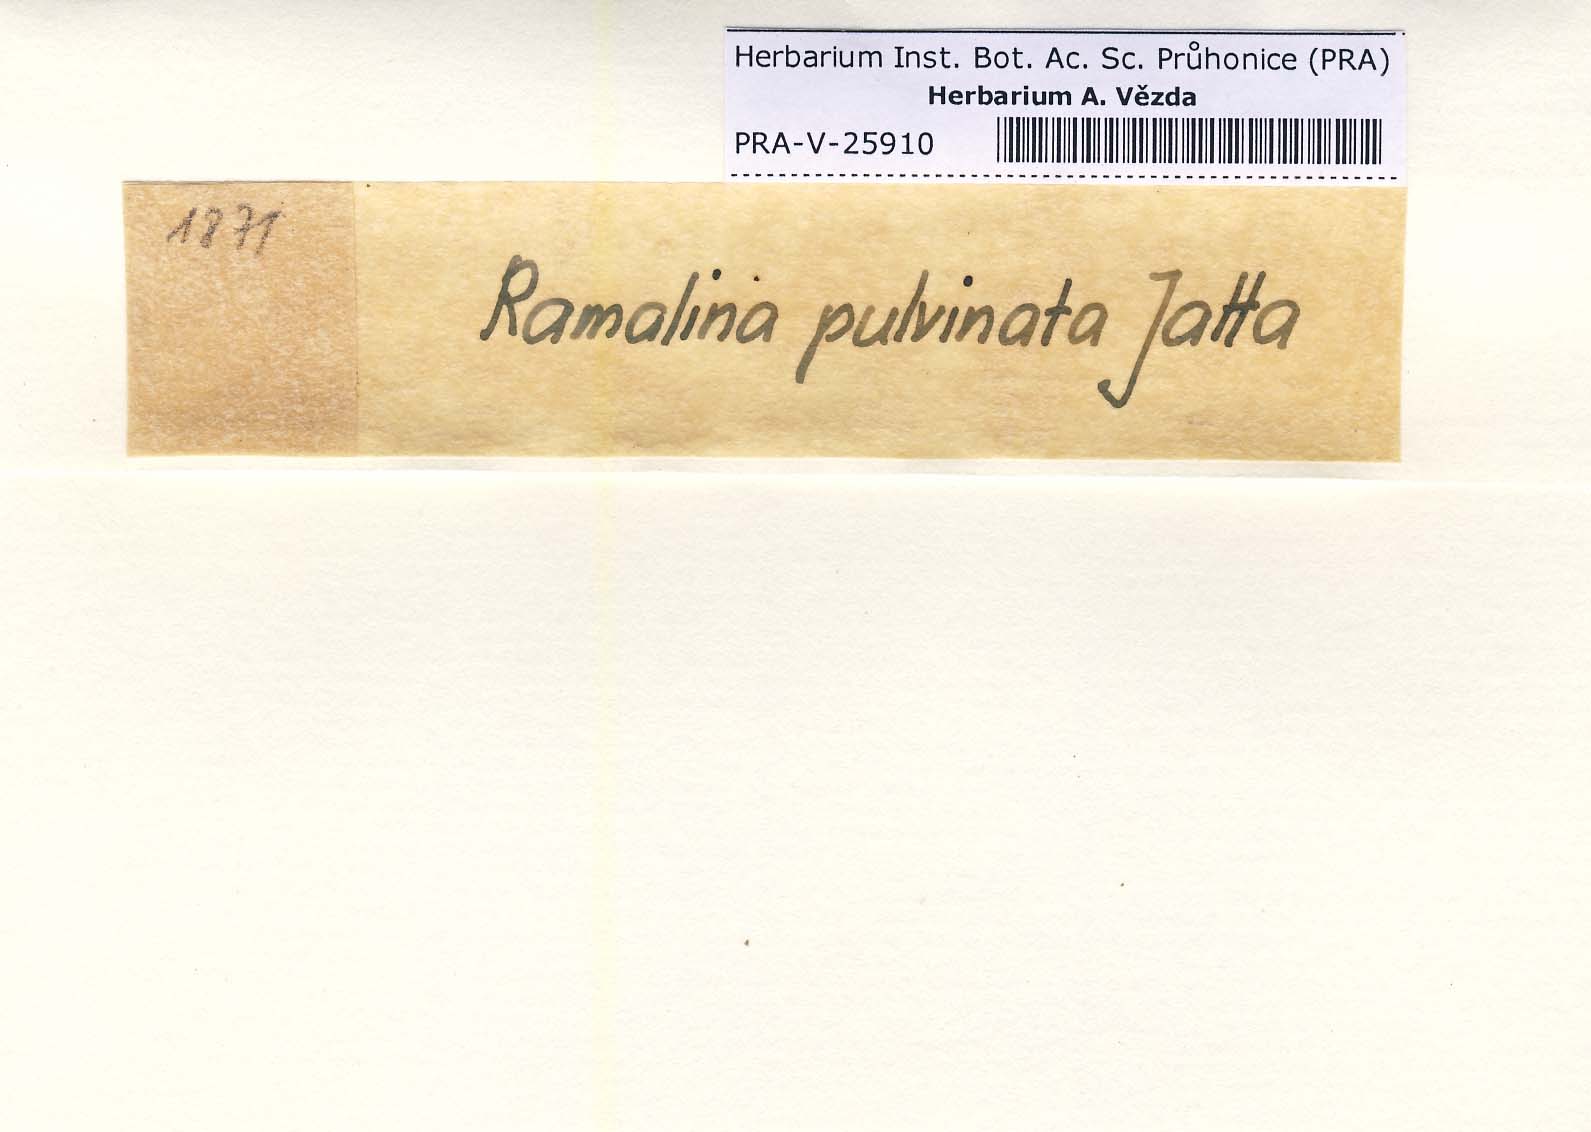 Herbarium Inst. Bot. Ac. Sc. Průhonice (PRA)
Herbarium A. Vězda
PRA-V-25910
1871
Ramalina pulvinata Jatta